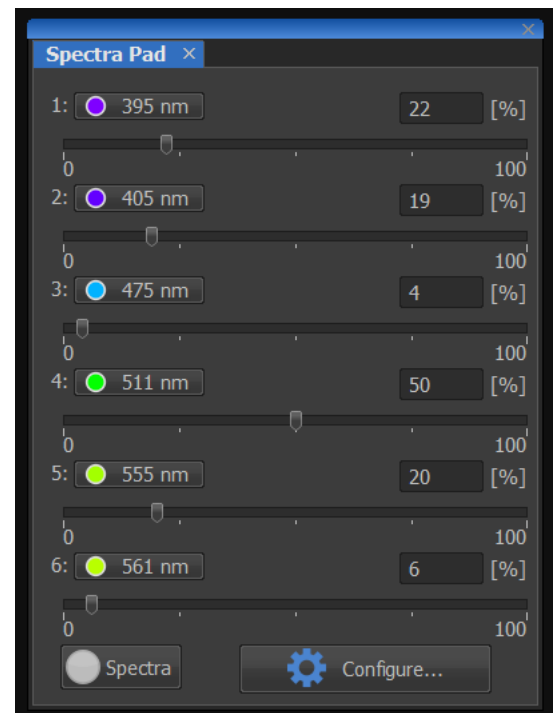 Spectra Pad ×
1: 395 nm 22 [%]
0 100
2: 405 nm 19 [%]
0 100
3: 475 nm 4 [%]
0 100
4: 511 nm 50 [%]
0 100
5: 555 nm 20 [%]
0 100
6: 561 nm 6 [%]
0 100
Spectra Configure...